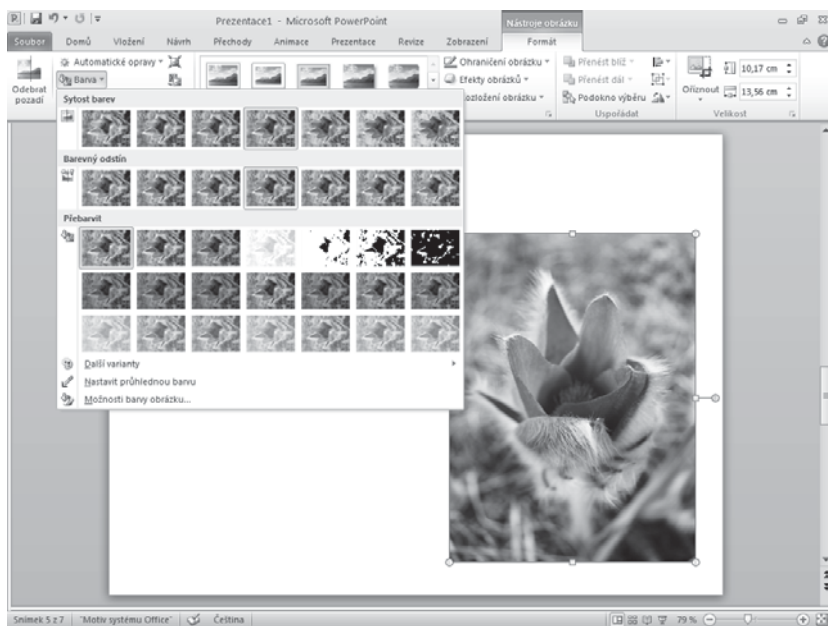 Prezentace1 - Microsoft PowerPoint
Nástroje obrázku
Soubor Domů Vložení Návrh Přechody Animace Prezentace Revize Zobrazení Formát
Odebrat pozadí
Automatické opravy
Barva
Ohraničení obrázku
Efekty obrázků
ozložení obrázku
Přenést blíž
Přenést dál
Podokno výběru
Uspořádat
Oříznout
10,17 cm
13,56 cm
Velikost
Sytost barev
Barevný odstín
Přebarvit
Další varianty
Nastavit průhlednou barvu
Možnosti barvy obrázku...
Snímek 5 z 7 "Motiv systému Office" Čeština 79 %